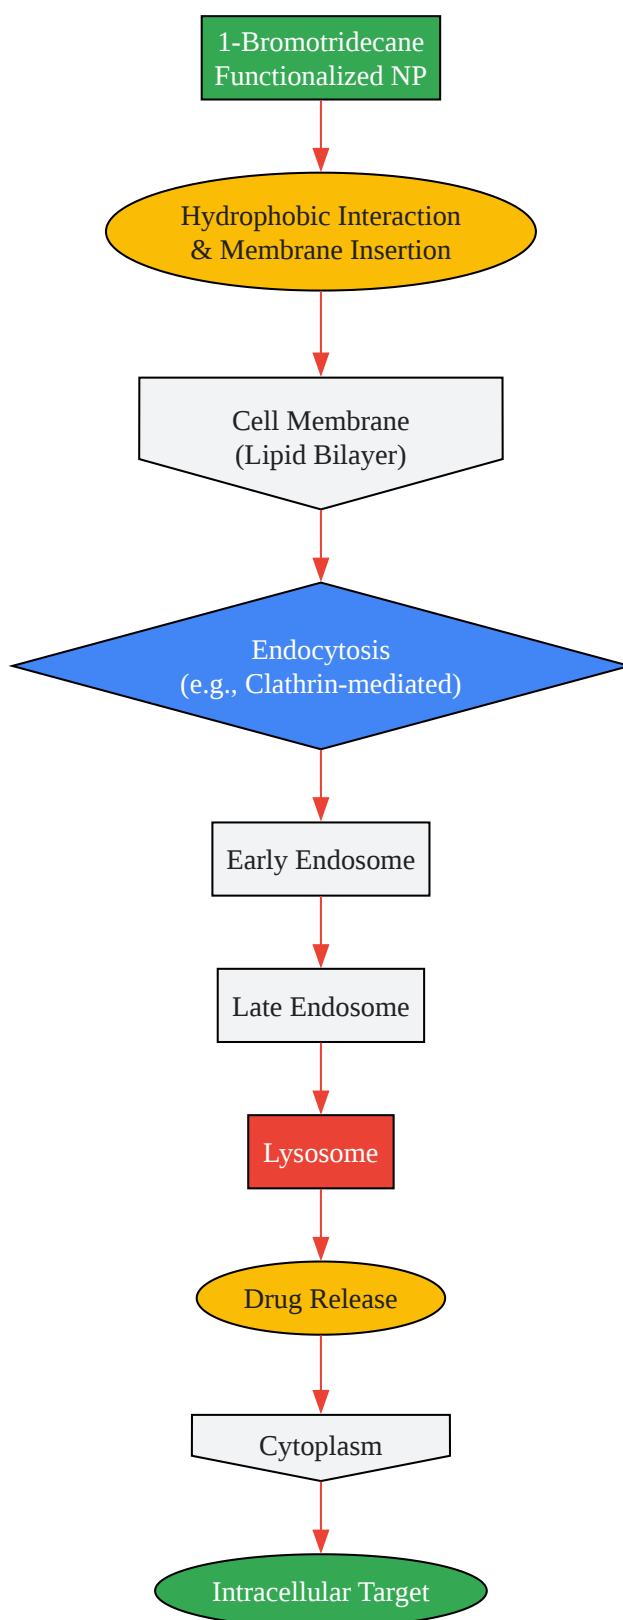 1-Bromotridecane
Functionalized NP
Hydrophobic Interaction
& Membrane Insertion
Cell Membrane
(Lipid Bilayer)
Endocytosis
(e.g., Clathrin-mediated)
Early Endosome
Late Endosome
Lysosome
Drug Release
Cytoplasm
Intracellular Target